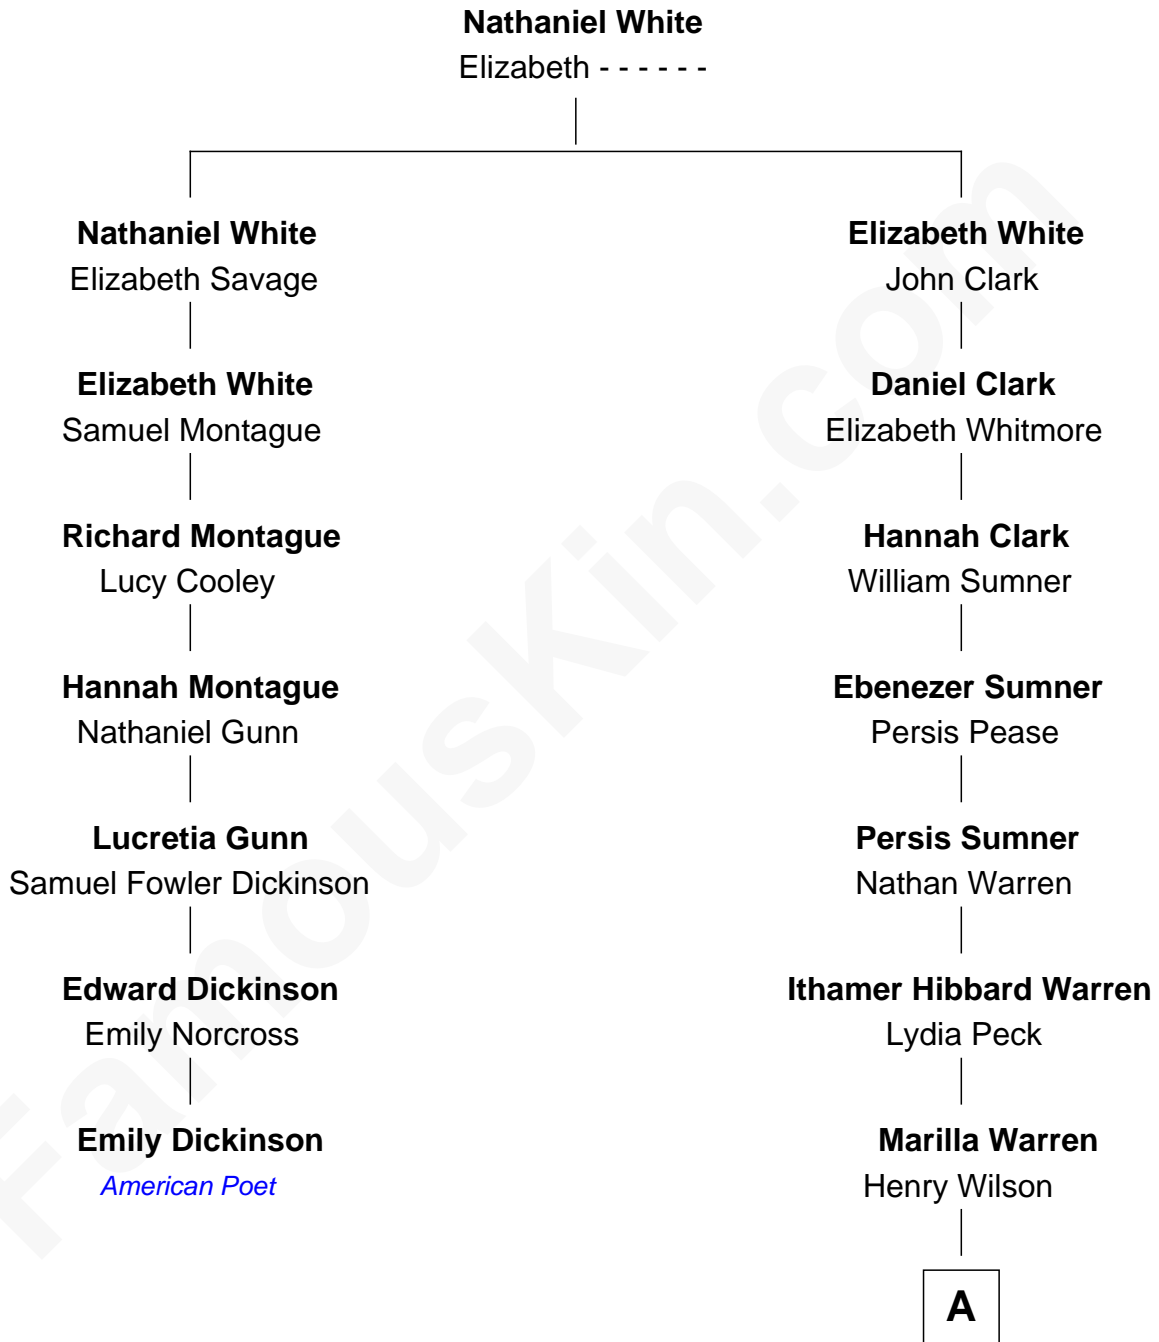 Nathaniel White
Elizabeth - - - - - -
Nathaniel White
Elizabeth Savage
Elizabeth White
John Clark
Elizabeth White
Samuel Montague
Daniel Clark
Elizabeth Whitmore
Richard Montague
Lucy Cooley
Hannah Clark
William Sumner
Hannah Montague
Nathaniel Gunn
Ebenezer Sumner
Persis Pease
Lucretia Gunn
Samuel Fowler Dickinson
Persis Sumner
Nathan Warren
Edward Dickinson
Emily Norcross
Ithamer Hibbard Warren
Lydia Peck
Emily Dickinson
American Poet
Marilla Warren
Henry Wilson
A
FamousKin.com